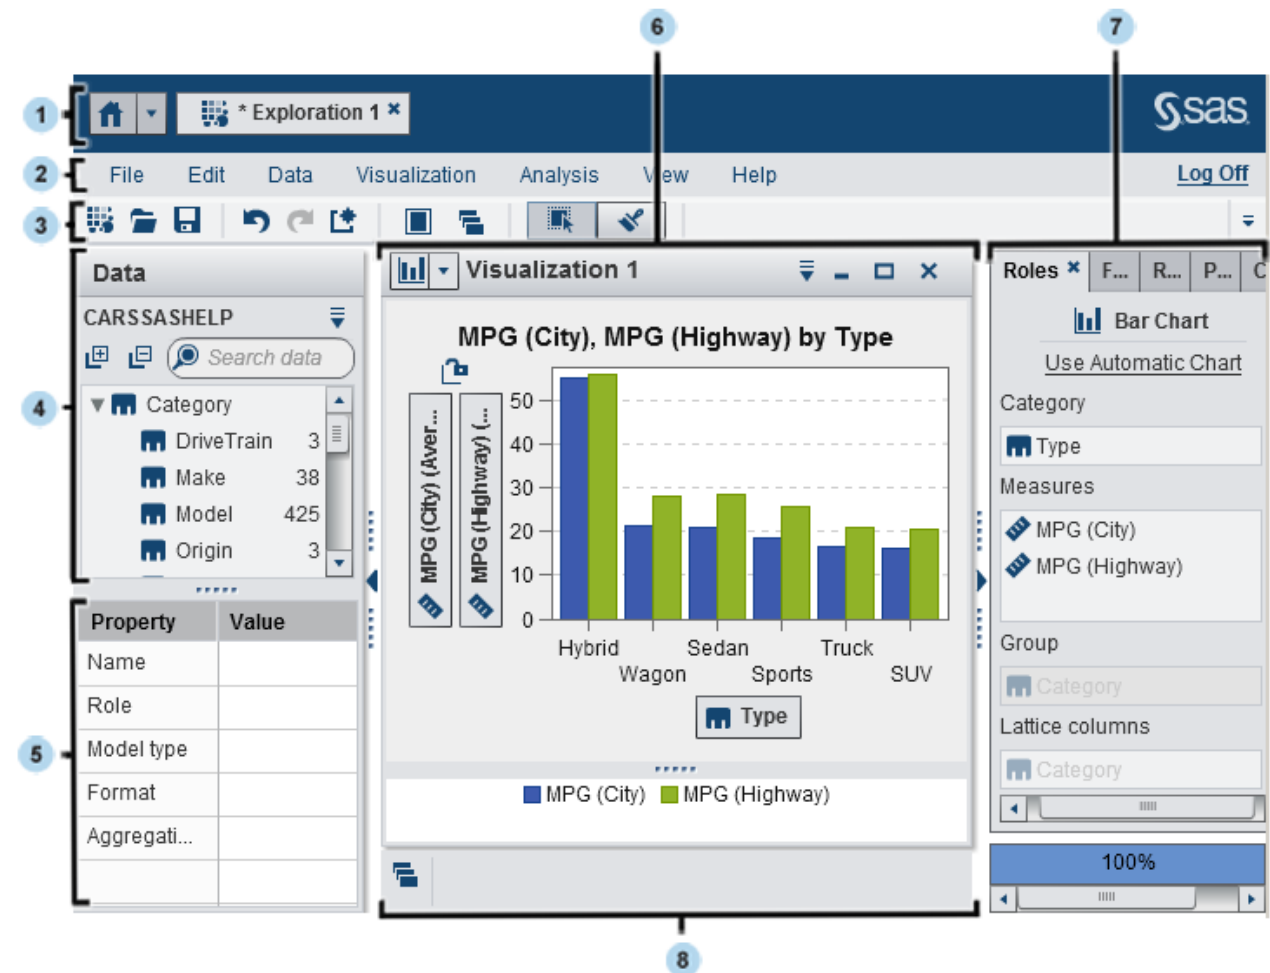 6
7
1
* Exploration 1
sas
2
File Edit Data Visualization Analysis View Help
Log Off
3
Data
CARSSASHELP
Search data
4
Category
DriveTrain 3
Make 38
Model 425
Origin 3
5
Property Value
Name
Role
Model type
Format
Aggregati...
Visualization 1
MPG (City), MPG (Highway) by Type
MPG (City) (Aver...
MPG (Highway) (...
50
40
30
20
10
0
Hybrid Sedan Truck
Wagon Sports SUV
Type
MPG (City) MPG (Highway)
8
Roles F... R... P... C
Bar Chart
Use Automatic Chart
Category
Type
Measures
MPG (City)
MPG (Highway)
Group
Category
Lattice columns
Category
100%